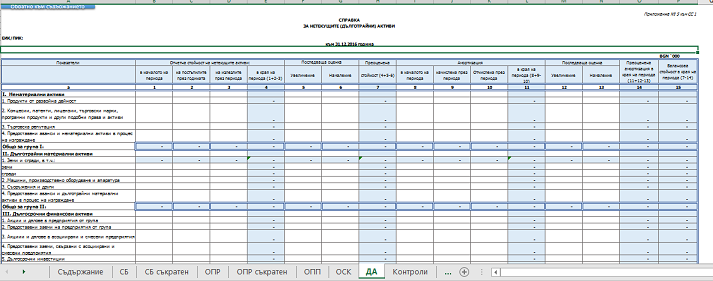 Обратно към съдържанието
Приложение № 5 към СС 1
СПРАВКА
ЗА НЕТЕКУЩИТЕ (ДЪЛГОТРАЙНИ) АКТИВИ
ЕИК/ПИК:
към 31.12.2016 година
BGN '000
Показатели
Отчетна стойност на нетекущите активи
Последваща оценка
Преоценена стойност (4+5-6)
Амортизация
Последваща оценка
Преоценена амортизация в края на периода (11+12-13)
Балансова стойност в края на периода (7-14)
в началото на периода
на постъпилите през периода
на излезлите през периода
в края на периода (1+2-3)
Увеличение
Намаление
в началото на периода
начислена през периода
Отписана през периода
в края на периода (8+9-10)
Увеличение
Намаление
а 1 2 3 4 5 6 7 8 9 10 11 12 13 14 15
I. Нематериални активи
1. Продукти от развойна дейност - - - - -
2. Концесии, патенти, лицензии, търговски марки,
програмни продукти и други подобни права и активи - - - - -
3. Търговска репутация - - - - -
4. Предоставени аванси и нематериални активи в процес
на изграждане - - - - -
Общо за група I: - - - - - - - - - - - - - - -
II. Дълготрайни материални активи
1. Земи и сгради, в т.ч.: - - - - - - - - - - - - - - -
земи - - - - -
сгради - - - - -
2. Машини, производствено оборудване и апаратура - - - - -
3. Съоръжения и други - - - - -
4. Предоставени аванси и дълготрайни материални
активи в процес на изграждане - - - - -
Общо за група II: - - - - - - - - - - - - - - -
III. Дългосрочни финансови активи
1. Акции и дялове в предприятия от група - - - - -
2. Предоставени заеми на предприятия от група - - - - -
3. Акции и дялове в асоциирани и смесени предприятия - - - - -
4. Предоставени заеми, свързани с асоциирани и
смесени предприятия - - - - -
5. Дългосрочни инвестиции - - - - -
Съдържание СБ СБ съкратен ОПР ОПР съкратен ОПП ОСК ДА Контроли ...